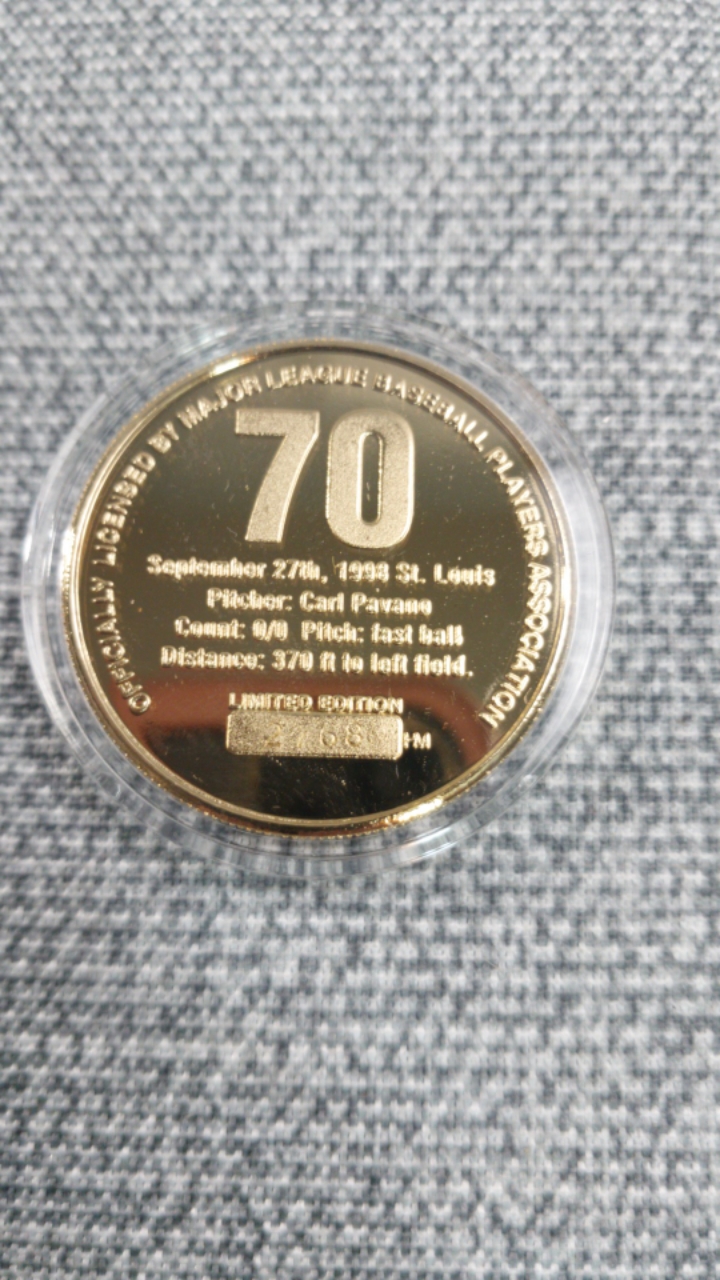 OFFICIALLY LICENSED BY MAJOR LEAGUE BASEBALL PLAYERS ASSOCIATION
70
September 27th, 1998 St. Louis
Pitcher: Carl Pavano
Count: 0/0 Pitch: fast ball
Distance: 370 ft to left field.
LIMITED EDITION